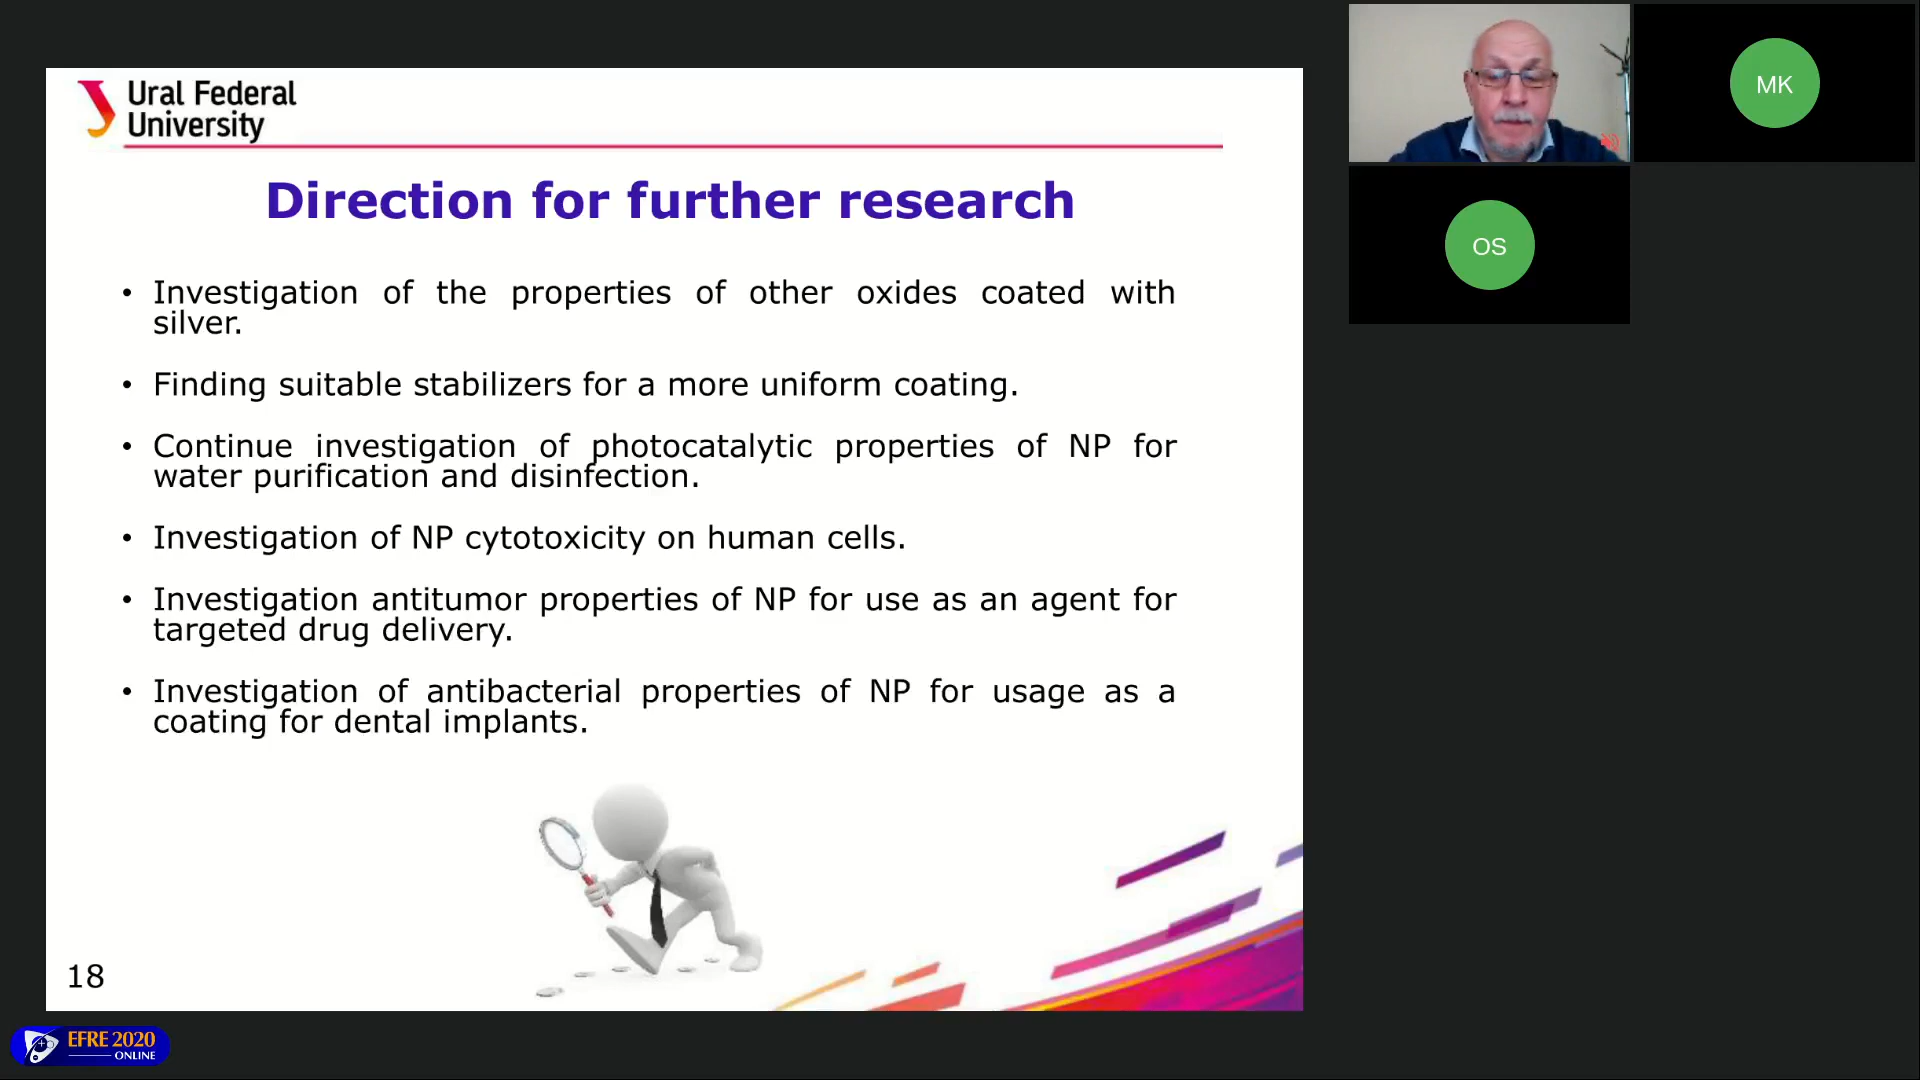 Ural Federal
University
Direction for further research
• Investigation of the properties of other oxides coated with
silver.
• Finding suitable stabilizers for a more uniform coating.
• Continue investigation of photocatalytic properties of NP for
water purification and disinfection.
• Investigation of NP cytotoxicity on human cells.
• Investigation antitumor properties of NP for use as an agent for
targeted drug delivery.
• Investigation of antibacterial properties of NP for usage as a
coating for dental implants.
18
MK
OS
EFRE 2020
ONLINE